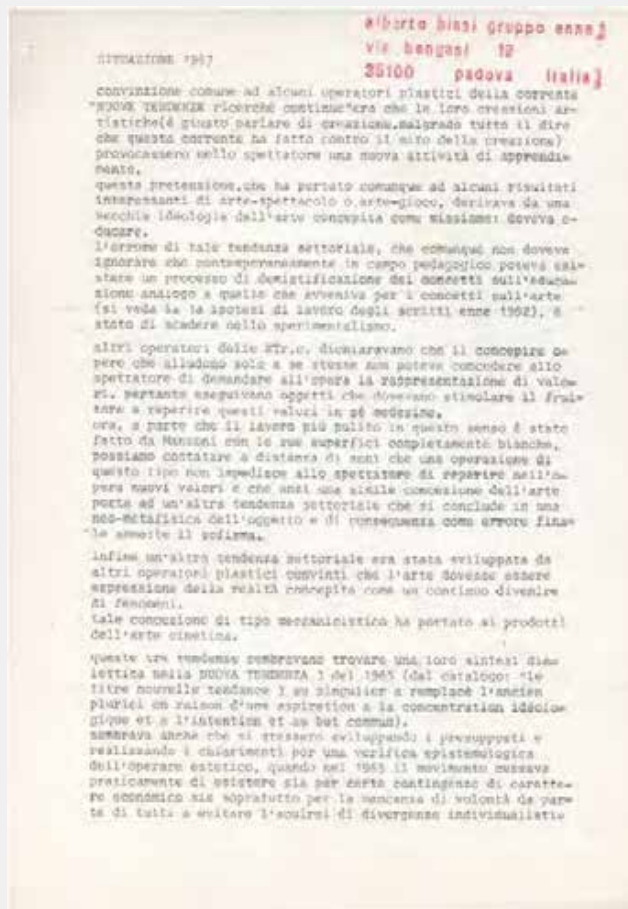 alberto biasi gruppo enne]
via bengasi 12
35100 padova italia]
SITUAZIONE 1967
convinzione comune ad alcuni operatori plastici della corrente
"NUOVA TENDENZA ricerche continue" era che le loro creazioni ar-
tistiche(è giusto parlare di creazione,malgrado tutto il dire
che questa corrente ha fatto contro il mito della creazione)
provocassero nello spettatore una nuova attività di apprendi-
mento.
questa pretensione,che ha portato comunque ad alcuni risultati
interessanti di arte-spettacolo o arte-gioco, derivava da una
vecchia ideologia dell'arte concepita come missione: doveva e-
ducare.
l'errore di tale tendenza settoriale, che comunque non doveva
ignorare che contemporaneamente in campo pedagogico poteva esi-
stere un processo di demistificazione dei concetti sull'educa-
zione analogo a quello che avveniva per i concetti sull'arte
(si veda la 1a ipotesi di lavoro degli scritti enne 1962), è
stato di scadere nello sperimentalismo.
altri operatori delle NTr.c. dichiaravano che il concepire o-
pere che alludono solo a se stesse non poteva concedere allo
spettatore di demandare all'opera la rappresentazione di valo-
ri. pertanto eseguivano oggetti che dovevano stimolare il frui-
tore a reperire questi valori in sé medesimo.
ora, a parte che il lavoro più pulito in questo senso è stato
fatto da Manzoni con le sue superfici completamente bianche,
possiamo constatare a distanza di anni che una operazione di
questo tipo non impedisce allo spettatore di reperire nell'o-
pera nuovi valori e che anzi una simile concezione dell'arte
porta ad un'altra tendenza settoriale che si conclude in una
neo-metafisica dell'oggetto e di conseguenza come errore fina-
le ammette il sofisma.
infine un'altra tendenza settoriale era stata sviluppata da
altri operatori plastici convinti che l'arte dovesse essere
espressione della realtà concepita come un continuo divenire
di fenomeni.
tale concezione di tipo meccanicistico ha portato ai prodotti
dell'arte cinetica.
queste tre tendenze sembravano trovare una loro sintesi dia-
lettica nella NUOVA TENDENZA 3 del 1965 (dal catalogo: "le
titre nouvelle tendance 3 au singulier a remplacé l'ancien
pluriel en raison d'une aspiration a la concentration idéolo-
gique et a l'intention et au but commun).
sembrava anche che si stessero sviluppando i presupposti e
realizzando i chiarimenti per una verifica epistemologica
dell'operare estetico, quando nel 1965 il movimento cessava
praticamente di esistere sia per certe contingenze di caratte-
re economico sia sopratutto per la mancanza di volontà da par-
te di tutti a evitare l'acuirsi di divergenze individualisti-